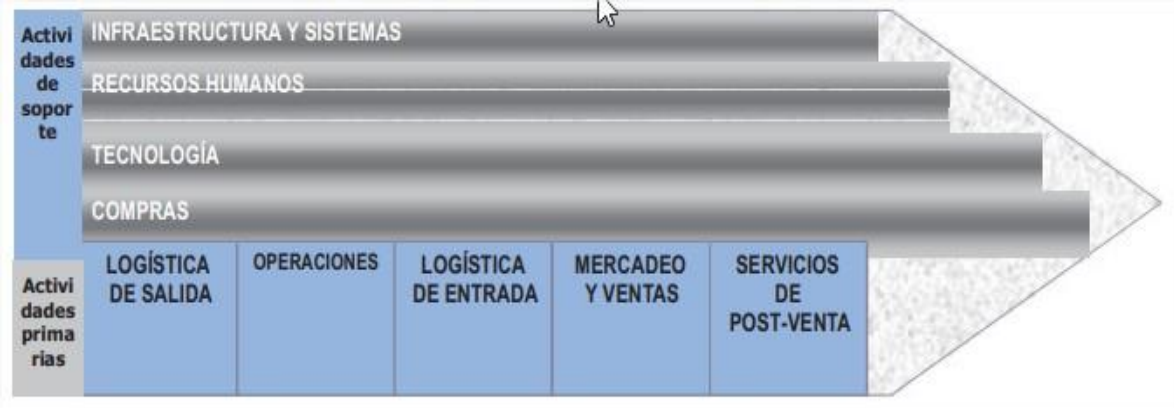 Activi
dades
de
sopor
te
INFRAESTRUCTURA Y SISTEMAS
RECURSOS HUMANOS
TECNOLOGÍA
COMPRAS
Activi
dades
prima
rias
LOGÍSTICA
DE SALIDA
OPERACIONES
LOGÍSTICA
DE ENTRADA
MERCADEO
Y VENTAS
SERVICIOS
DE
POST-VENTA